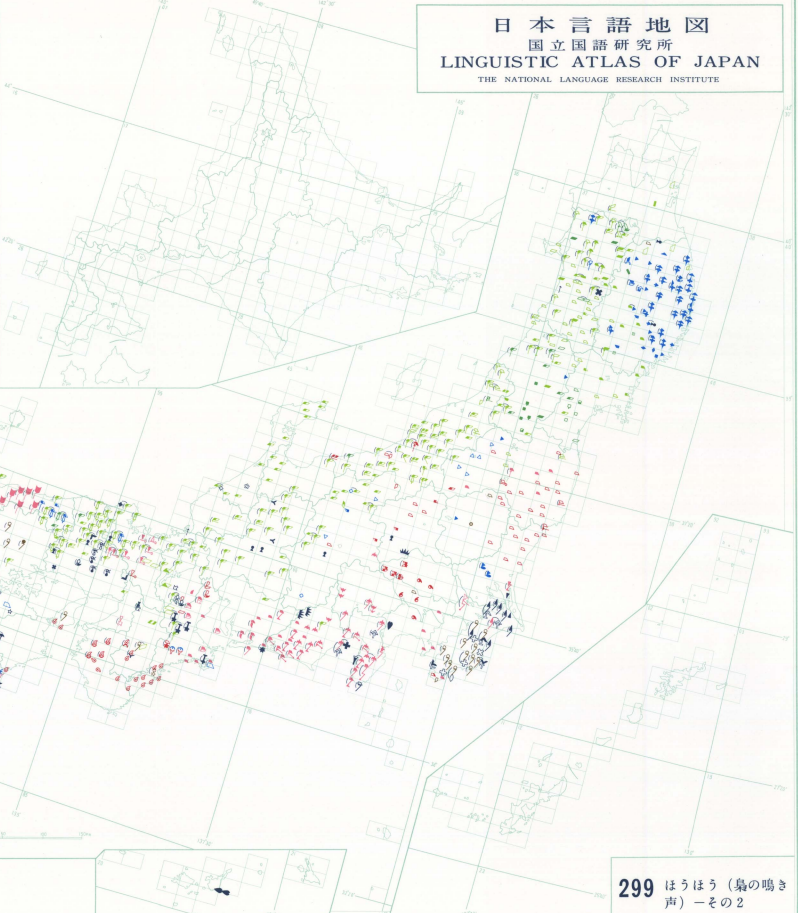 日本言語地図
国立国語研究所
LINGUISTIC ATLAS OF JAPAN
THE NATIONAL LANGUAGE RESEARCH INSTITUTE
299 ほうほう（梟の鳴き
声）－その2